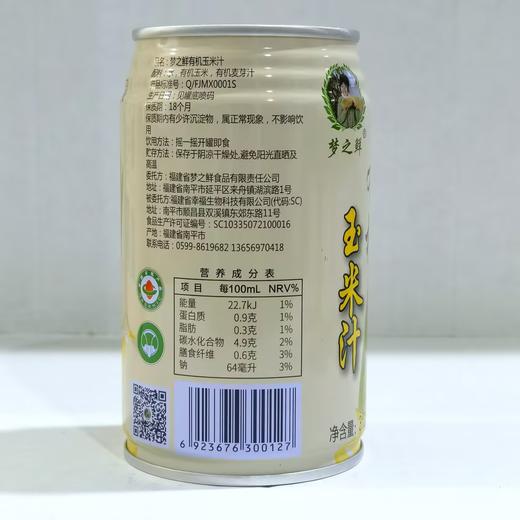 品名：梦之鲜有机玉米汁
配料：水，有机玉米，有机麦芽汁
产品标准号：Q/FJMX0001S
生产日期：见罐底喷码
保质期：18个月
保质期内有少许沉淀物，属正常现象，不影响饮用
饮用方法：摇一摇开罐即食
贮存方法：保存于阴凉干燥处,避免阳光直晒及高温
委托方：福建省梦之鲜食品有限责任公司
地址：福建省南平市延平区来舟镇湖滨路1号
被委托方：福建省幸福生物科技有限公司(代码:SC)
地址：南平市顺昌县双溪镇东郊东路11号
食品生产许可证编号：SC10335072100016
产地：福建省南平市
联系电话：0599-8619682 13656970418
营养成分表
项目 每100mL NRV%
能量 22.7kJ 1%
蛋白质 0.9克 1%
脂肪 0.3克 1%
碳水化合物 4.9克 2%
膳食纤维 0.6克 3%
钠 64毫升 3%
6 923676 300127
梦之鲜
玉米汁
净含量: